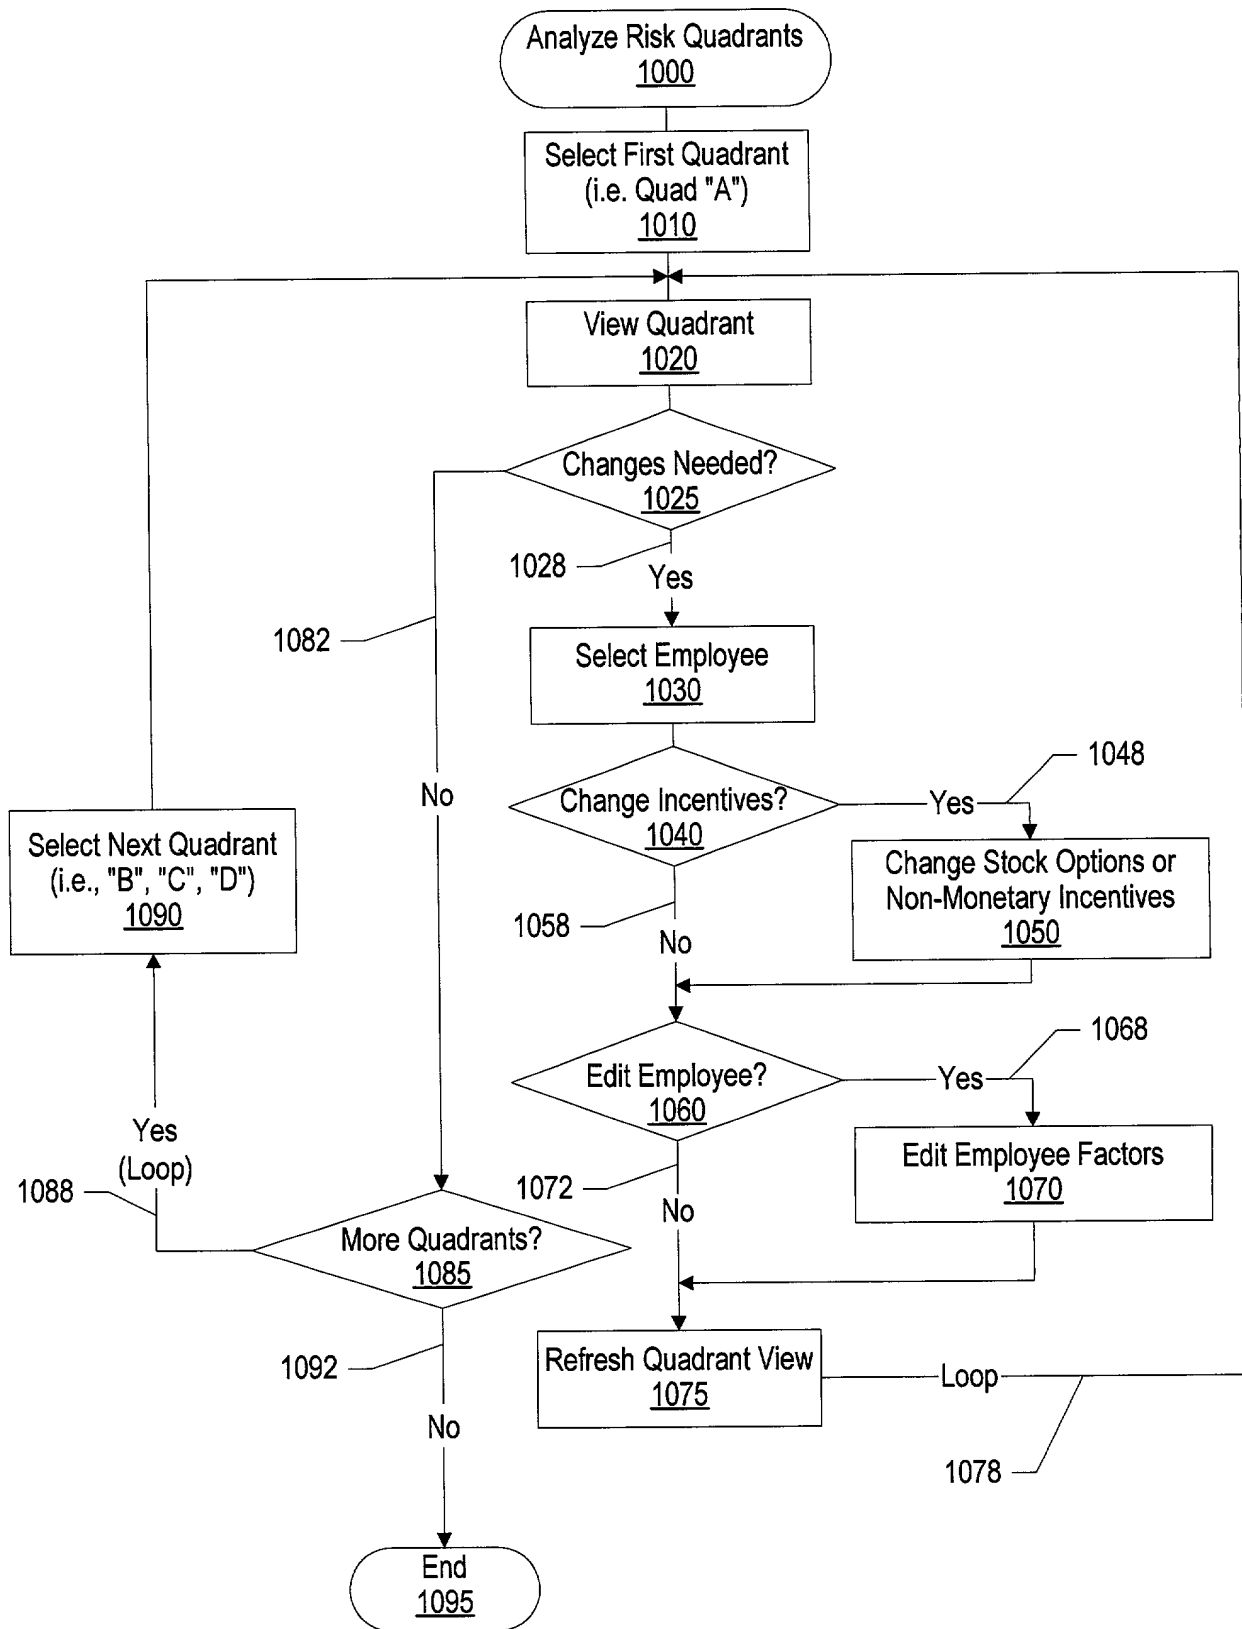 Analyze Risk Quadrants
1000
Select First Quadrant
(i.e. Quad "A")
1010
View Quadrant
1020
Changes Needed?
1025
1028
Yes
1082
Select Employee
1030
No
Change Incentives?
1040
Yes
1048
Select Next Quadrant
(i.e., "B", "C", "D")
1090
Change Stock Options or
Non-Monetary Incentives
1050
1058
No
Edit Employee?
1060
Yes
1068
Yes
(Loop)
1088
Edit Employee Factors
1070
1072
No
More Quadrants?
1085
Refresh Quadrant View
1075
Loop
1078
1092
No
End
1095